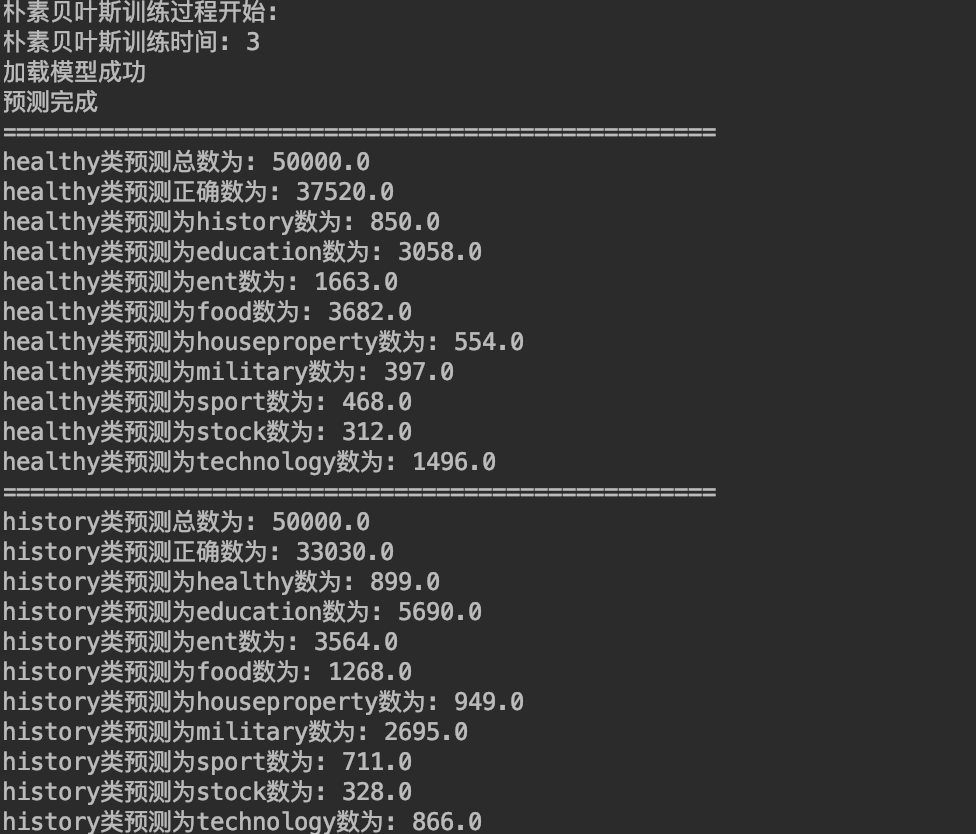 朴素贝叶斯训练过程开始:
朴素贝叶斯训练时间: 3
加载模型成功
预测完成
===================================================
healthy类预测总数为: 50000.0
healthy类预测正确数为: 37520.0
healthy类预测为history数为: 850.0
healthy类预测为education数为: 3058.0
healthy类预测为ent数为: 1663.0
healthy类预测为food数为: 3682.0
healthy类预测为houseproperty数为: 554.0
healthy类预测为military数为: 397.0
healthy类预测为sport数为: 468.0
healthy类预测为stock数为: 312.0
healthy类预测为technology数为: 1496.0
===================================================
history类预测总数为: 50000.0
history类预测正确数为: 33030.0
history类预测为healthy数为: 899.0
history类预测为education数为: 5690.0
history类预测为ent数为: 3564.0
history类预测为food数为: 1268.0
history类预测为houseproperty数为: 949.0
history类预测为military数为: 2695.0
history类预测为sport数为: 711.0
history类预测为stock数为: 328.0
history类预测为technology数为: 866.0